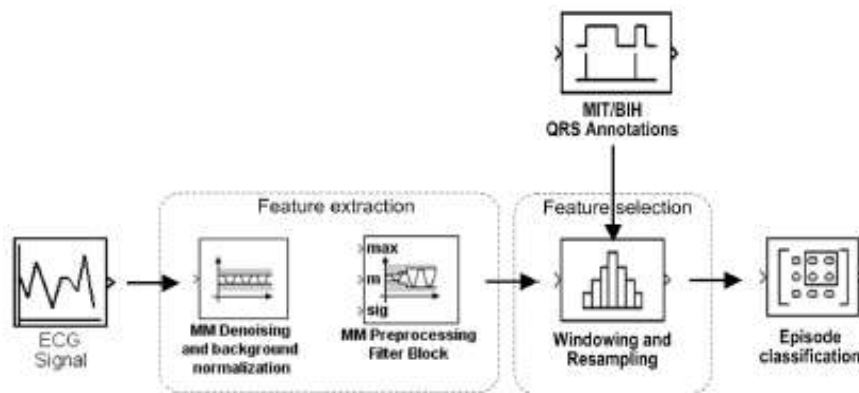 MIT/BIH
QRS Annotations
Feature extraction
Feature selection
max
m
sig
ECG
Signal
MM Denoising
and background
normalization
MM Preprocessing
Filter Block
Windowing and
Resampling
Episode
classification